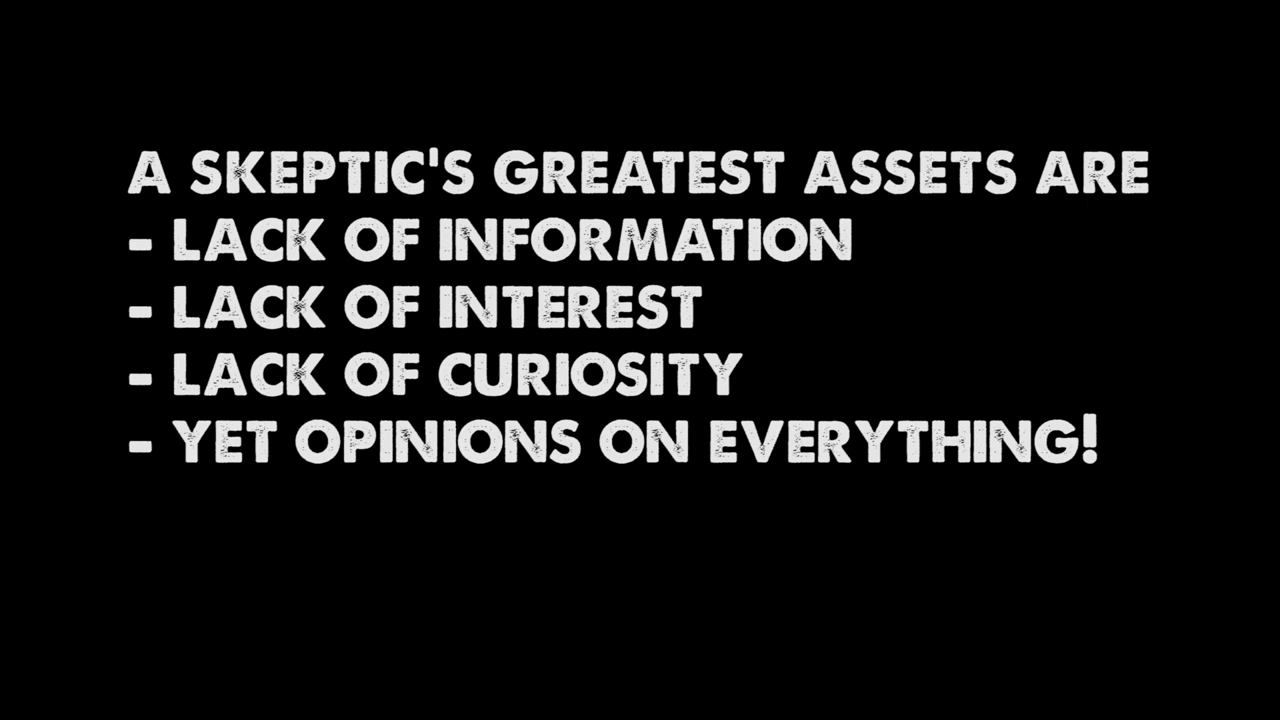 A SKEPTIC'S GREATEST ASSETS ARE
- LACK OF INFORMATION
- LACK OF INTEREST
- LACK OF CURIOSITY
- YET OPINIONS ON EVERYTHING!